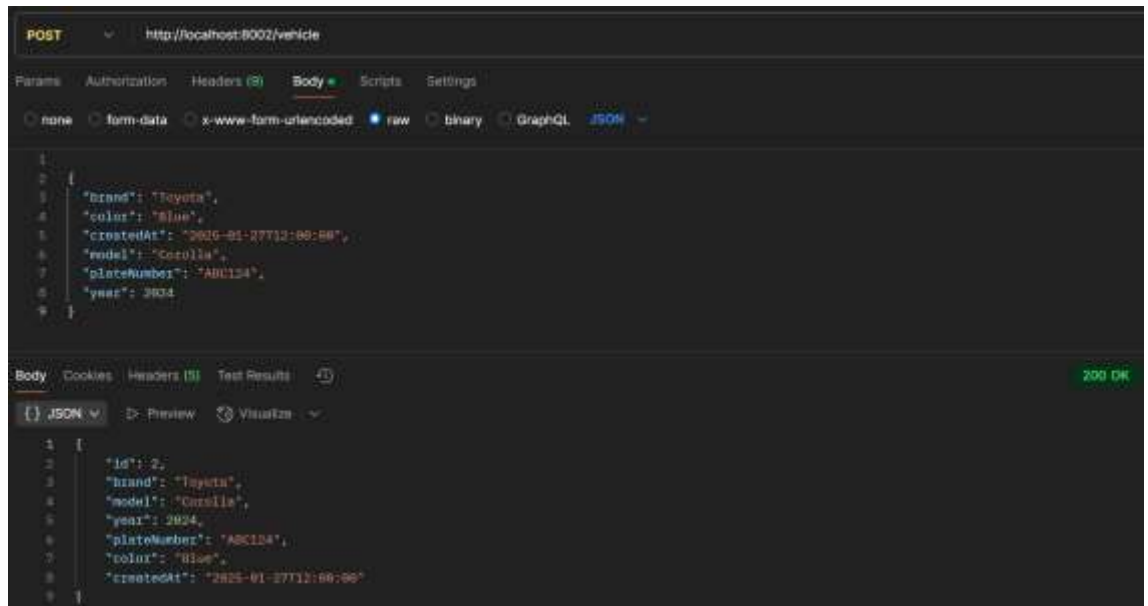 POST http://localhost:8002/vehicle
Params Authorization Headers (9) Body Scripts Settings
none form-data x-www-form-urlencoded raw binary GraphQL JSON
1
2 {
3 "brand": "Toyota",
4 "color": "Blue",
5 "createdAt": "2025-01-27T12:00:00",
6 "model": "Corolla",
7 "plateNumber": "ABC124",
8 "year": 2024
9 }
Body Cookies Headers (5) Test Results
200 OK
{} JSON Preview Visualize
1 {
2 "id": 2,
3 "brand": "Toyota",
4 "model": "Corolla",
5 "year": 2024,
6 "plateNumber": "ABC124",
7 "color": "Blue",
8 "createdAt": "2025-01-27T12:00:00"
9 }